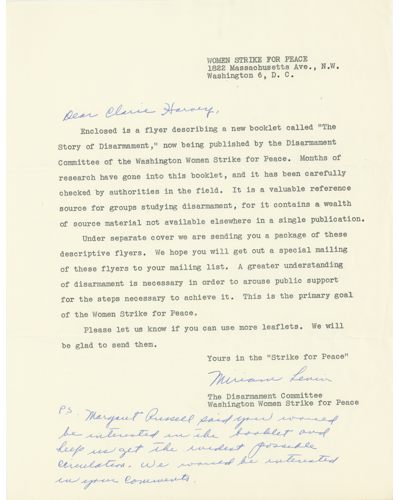 WOMEN STRIKE FOR PEACE
1822 Massachusetts Ave., N.W.
Washington 6, D. C.
Dear Clarie Harvey,
Enclosed is a flyer describing a new booklet called "The
Story of Disarmament," now being published by the Disarmament
Committee of the Washington Women Strike for Peace. Months of
research have gone into this booklet, and it has been carefully
checked by authorities in the field. It is a valuable reference
source for groups studying disarmament, for it contains a wealth
of source material not available elsewhere in a single publication.
Under separate cover we are sending you a package of these
descriptive flyers. We hope you will get out a special mailing
of these flyers to your mailing list. A greater understanding
of disarmament is necessary in order to arouse public support
for the steps necessary to achieve it. This is the primary goal
of the Women Strike for Peace.
Please let us know if you can use more leaflets. We will
be glad to send them.
Yours in the "Strike for Peace"
Miriam Levin
The Disarmament Committee
Washington Women Strike for Peace
P.S. Margaret Russell said you would
be interested in the booklet and
help us get the widest possible
circulation. We would be interested
in your comments.